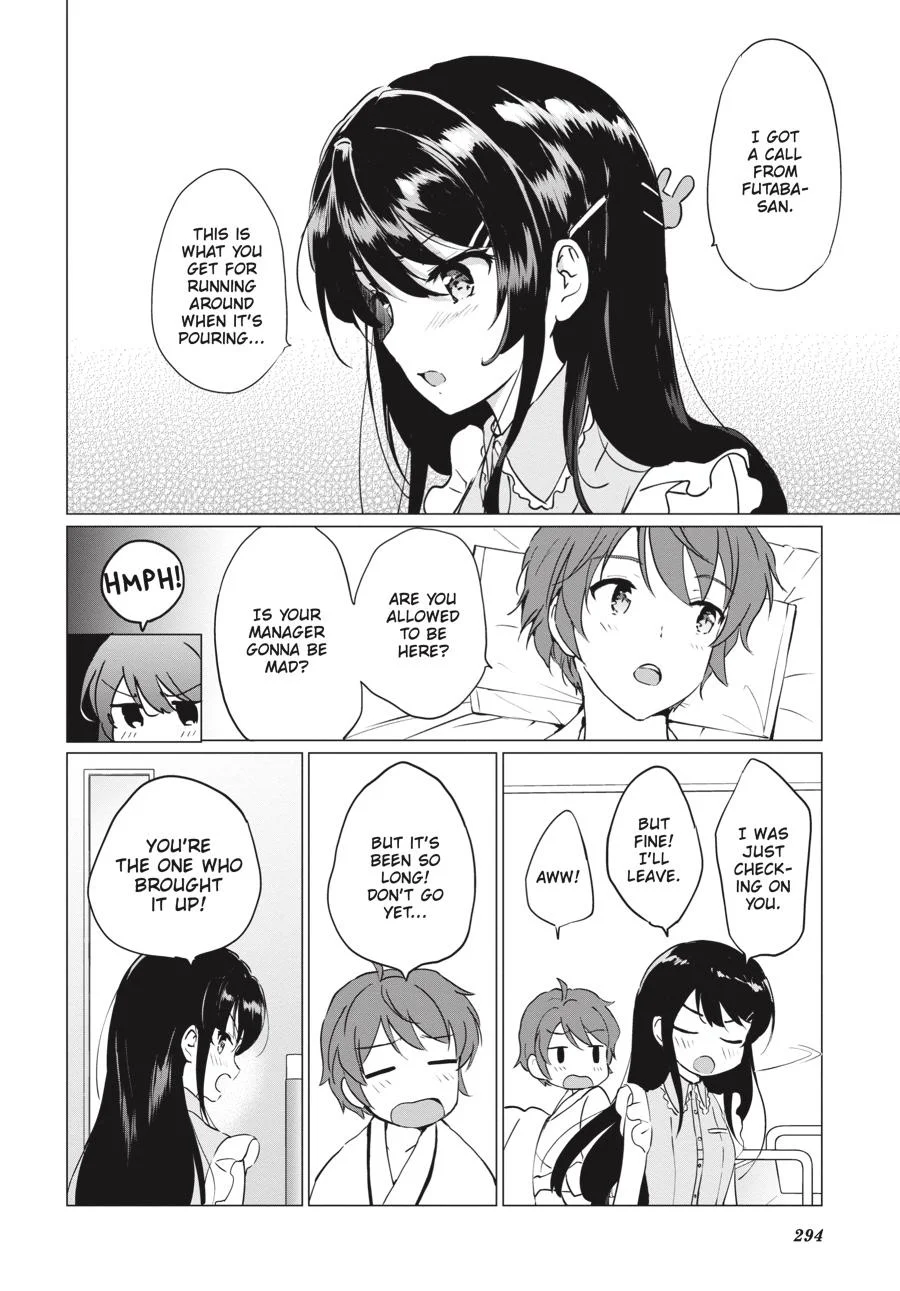 I GOT
A CALL
FROM
FUTABA-
SAN.
THIS IS
WHAT YOU
GET FOR
RUNNING
AROUND
WHEN IT'S
POURING...
ARE YOU
ALLOWED
TO BE
HERE?
IS YOUR
MANAGER
GONNA BE
MAD?
HMPH!
I WAS
JUST
CHECK-
ING ON
YOU.
BUT
FINE!
I'LL
LEAVE.
AWW!
BUT IT'S
BEEN SO
LONG!
DON'T GO
YET...
YOU'RE
THE ONE WHO
BROUGHT
IT UP!
294